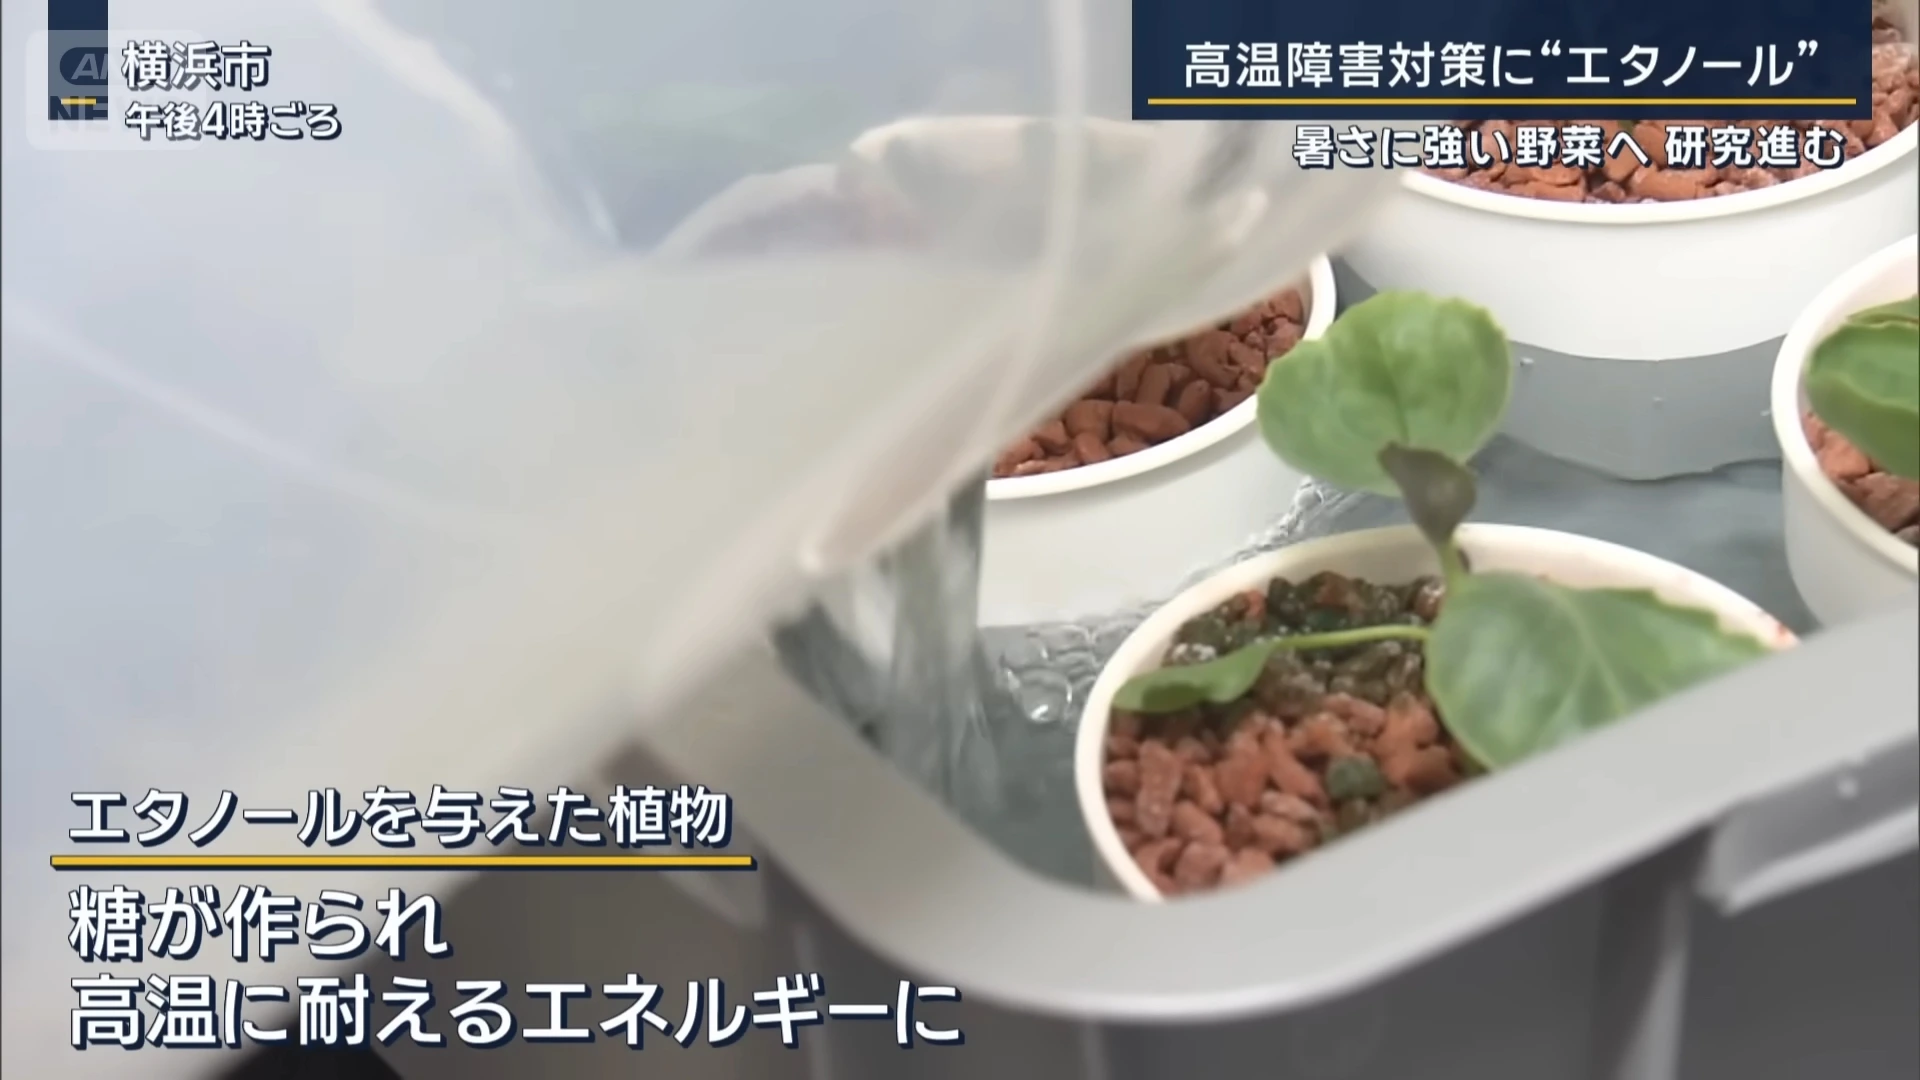 横浜市
午後4時ごろ
高温障害対策に“エタノール”
暑さに強い野菜へ 研究進む
エタノールを与えた植物
糖が作られ
高温に耐えるエネルギーに